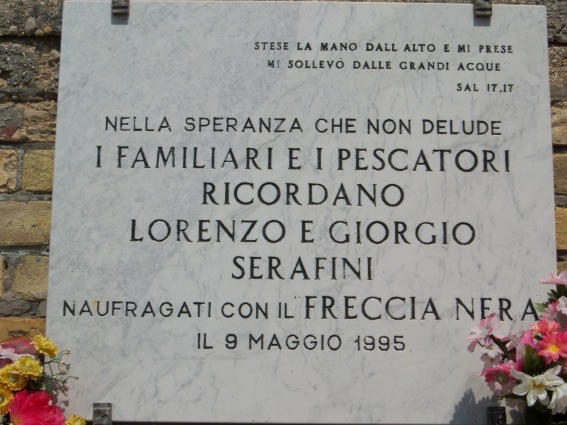 STESE LA MANO DALL'ALTO E MI PRESE
MI SOLLEVÒ DALLE GRANDI ACQUE
SAL 17.17
NELLA SPERANZA CHE NON DELUDE
I FAMILIARI E I PESCATORI
RICORDANO
LORENZO E GIORGIO
SERAFINI
NAUFRAGATI CON IL FRECCIA NERA
IL 9 MAGGIO 1995